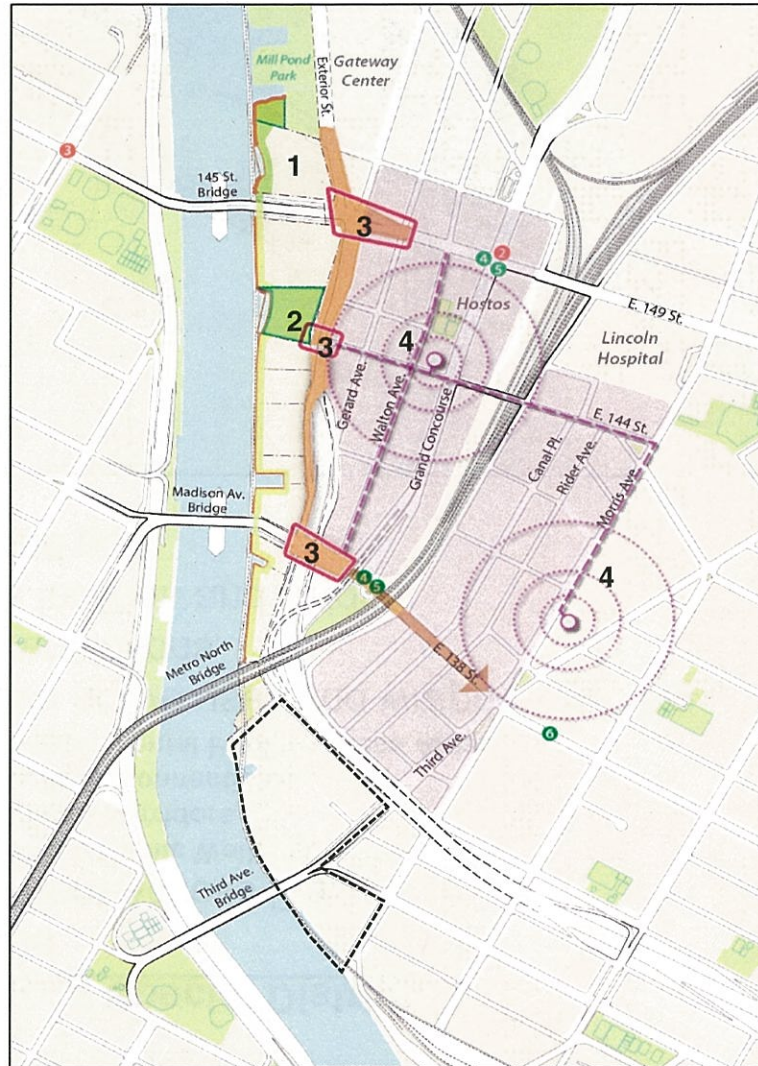 Mill Pond
Park
Exterior St.
Gateway
Center
3
145 St.
Bridge
1
3
2
4
5
E. 149 St.
Hostos
Lincoln
Hospital
2
3
4
Gerard Ave.
Walton Ave.
Grand Concourse
E. 144 St.
Canal Pl.
Rider Ave.
Morris Ave.
Madison Av.
Bridge
3
4
5
4
E. 138 St.
Metro North
Bridge
6
Third Ave.
Third Ave.
Bridge